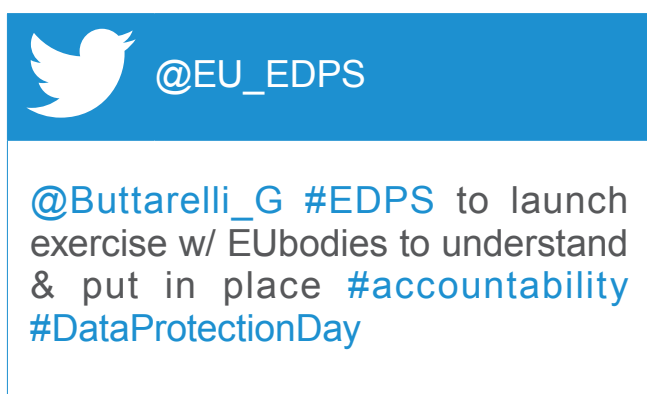 @EU_EDPS
@Buttarelli_G #EDPS to launch
exercise w/ EUbodies to understand
& put in place #accountability
#DataProtectionDay